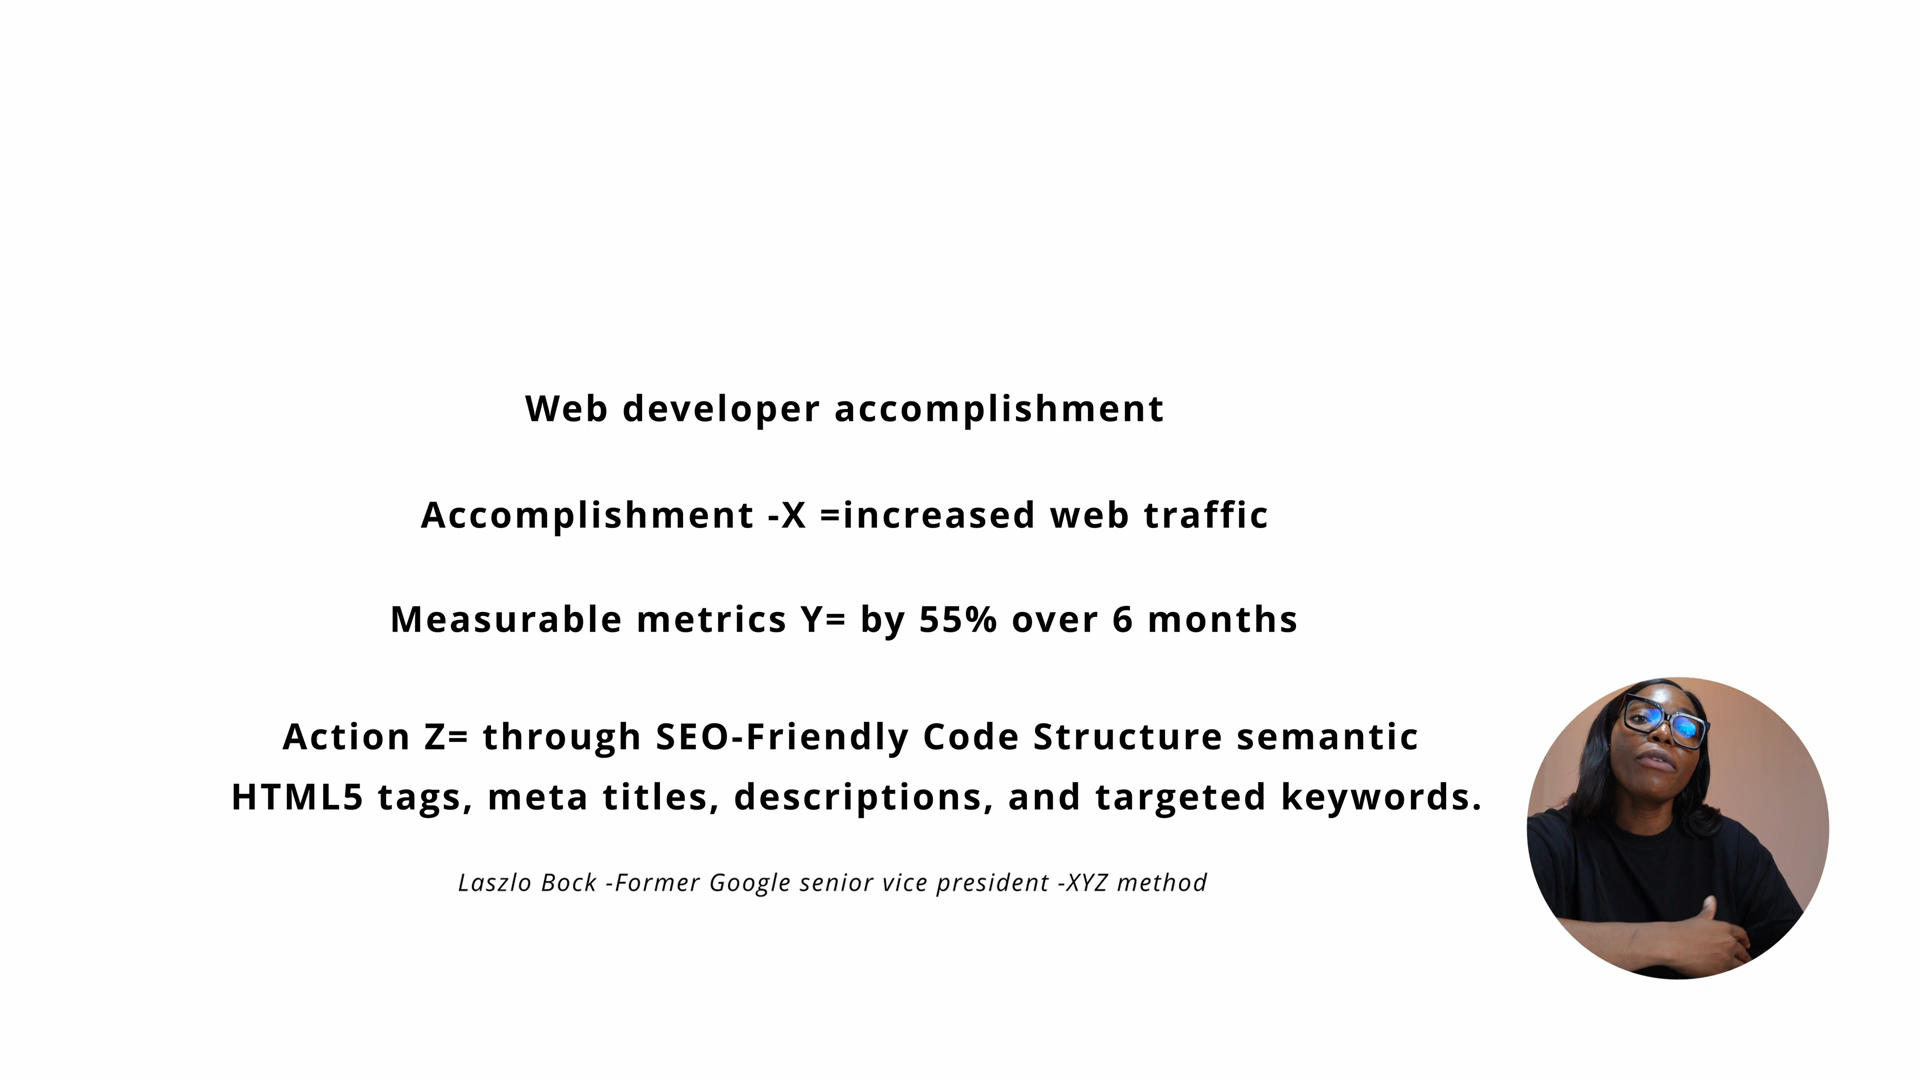 Web developer accomplishment
Accomplishment -X =increased web traffic
Measurable metrics Y= by 55% over 6 months
Action Z= through SEO-Friendly Code Structure semantic
HTML5 tags, meta titles, descriptions, and targeted keywords.
Laszlo Bock -Former Google senior vice president -XYZ method